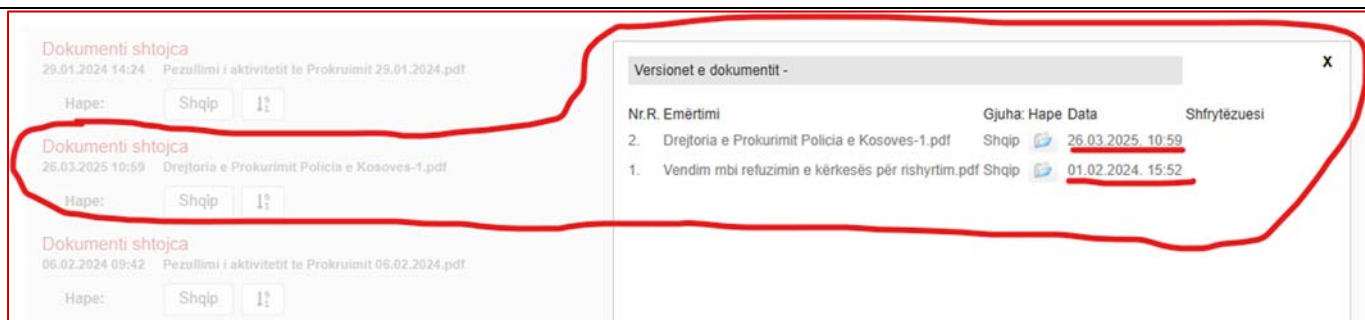 Dokumenti shtojca
29.01.2024 14:24 Pezullimi i aktivitetit te Prokruimit 29.01.2024.pdf
Hape: Shqip
Dokumenti shtojca
26.03.2025 10:59 Drejtoria e Prokurimit Policia e Kosoves-1.pdf
Hape: Shqip
Dokumenti shtojca
06.02.2024 09:42 Pezullimi i aktivitetit te Prokruimit 06.02.2024.pdf
Hape: Shqip
Versionet e dokumentit - x
Nr.R. Emërtimi Gjuha: Hape Data Shfrytëzuesi
2. Drejtoria e Prokurimit Policia e Kosoves-1.pdf Shqip 26.03.2025. 10:59
1. Vendim mbi refuzimin e kërkesës për rishyrtim.pdf Shqip 01.02.2024. 15:52